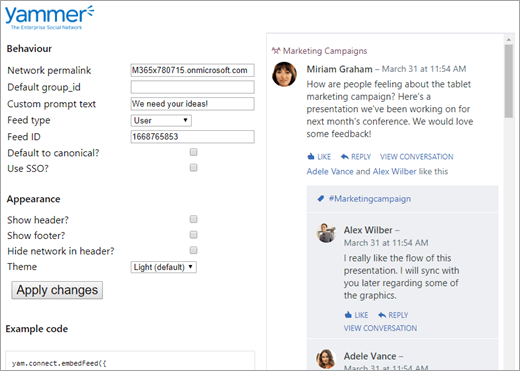 yammer
The Enterprise Social Network
Behaviour
Network permalink M365x780715.onmicrosoft.com
Default group_id
Custom prompt text We need your ideas!
Feed type User
Feed ID 1668765853
Default to canonical?
Use SSO?
Appearance
Show header?
Show footer?
Hide network in header?
Theme Light (default)
Apply changes
Example code
yam.connect.embedFeed({
Marketing Campaigns
Miriam Graham – March 31 at 11:54 AM
How are people feeling about the tablet
marketing campaign? Here's a
presentation we've been working on for
next month's conference. We would love
some feedback!
LIKE REPLY VIEW CONVERSATION
Adele Vance and Alex Wilber like this
#Marketingcampaign
Alex Wilber –
March 31 at 11:54 AM
I really like the flow of this
presentation. I will sync with
you later regarding some of
the graphics.
LIKE REPLY
VIEW CONVERSATION
Adele Vance –
March 31 at 11:54 AM